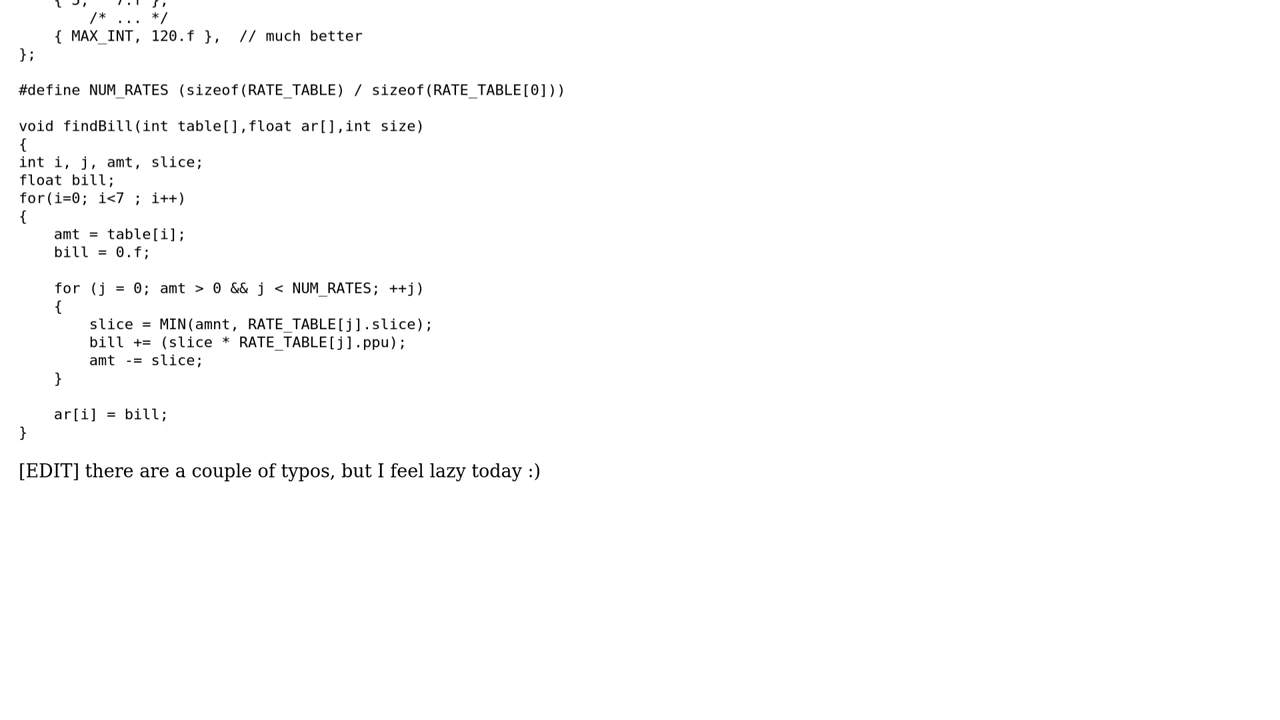 { 5,   7.f },
/* ... */
{ MAX_INT, 120.f },  // much better
};
#define NUM_RATES (sizeof(RATE_TABLE) / sizeof(RATE_TABLE[0]))
void findBill(int table[],float ar[],int size)
{
int i, j, amt, slice;
float bill;
for(i=0; i<7 ; i++)
{
amt = table[i];
bill = 0.f;
for (j = 0; amt > 0 && j < NUM_RATES; ++j)
{
slice = MIN(amnt, RATE_TABLE[j].slice);
bill += (slice * RATE_TABLE[j].ppu);
amt -= slice;
}
ar[i] = bill;
}
[EDIT] there are a couple of typos, but I feel lazy today :)